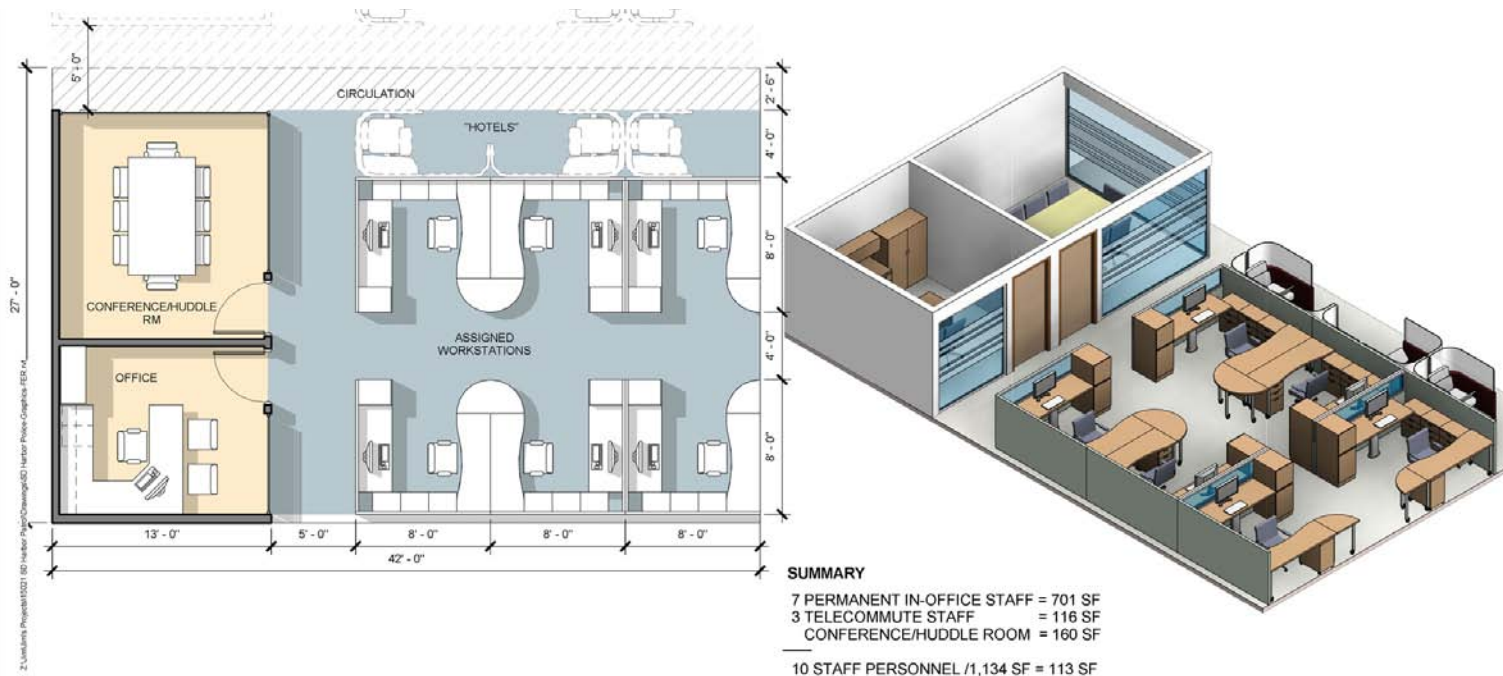 5' - 0"
CIRCULATION
2' - 6"
"HOTELS"
4' - 0"
27' - 0"
8' - 0"
CONFERENCE/HUDDLE
RM
ASSIGNED
WORKSTATIONS
4' - 0"
OFFICE
8' - 0"
13' - 0"
5' - 0"
8' - 0"
8' - 0"
8' - 0"
42' - 0"
SUMMARY
7 PERMANENT IN-OFFICE STAFF = 701 SF
3 TELECOMMUTE STAFF = 116 SF
CONFERENCE/HUDDLE ROOM = 160 SF
10 STAFF PERSONNEL /1,134 SF = 113 SF